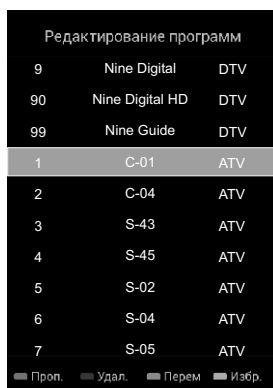 Редактирование программ
9 Nine Digital DTV
90 Nine Digital HD DTV
99 Nine Guide DTV
1 C-01 ATV
2 C-04 ATV
3 S-43 ATV
4 S-45 ATV
5 S-02 ATV
6 S-04 ATV
7 S-05 ATV
Проп. Удал. Перем Избр.